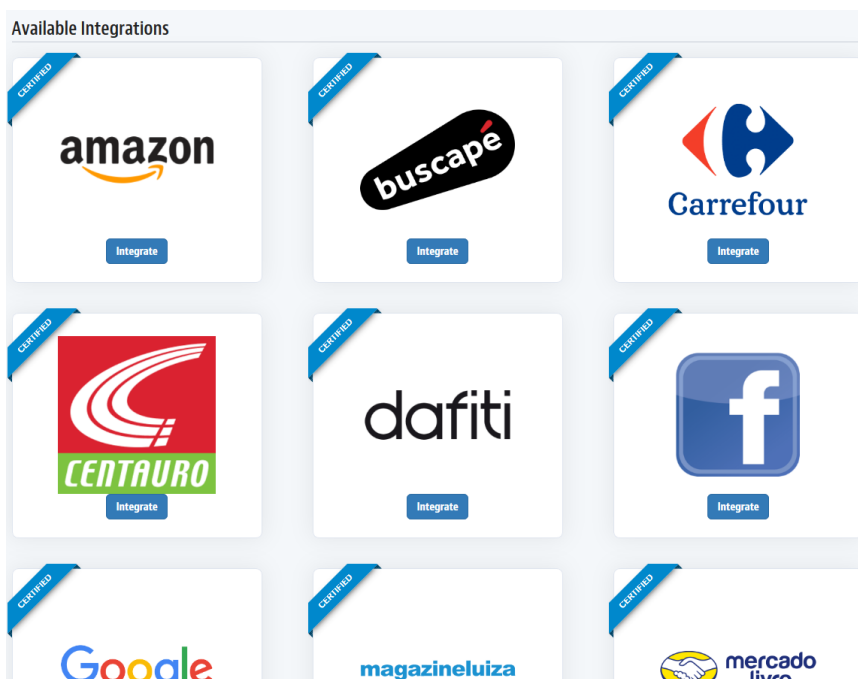 Available Integrations
CERTIFIED
CERTIFIED
CERTIFIED
amazon
buscapé
Carrefour
Integrate
Integrate
Integrate
CERTIFIED
CERTIFIED
CERTIFIED
CENTAURO
dafiti
f
Integrate
Integrate
Integrate
CERTIFIED
CERTIFIED
CERTIFIED
Google
magazineluiza
mercado
livre